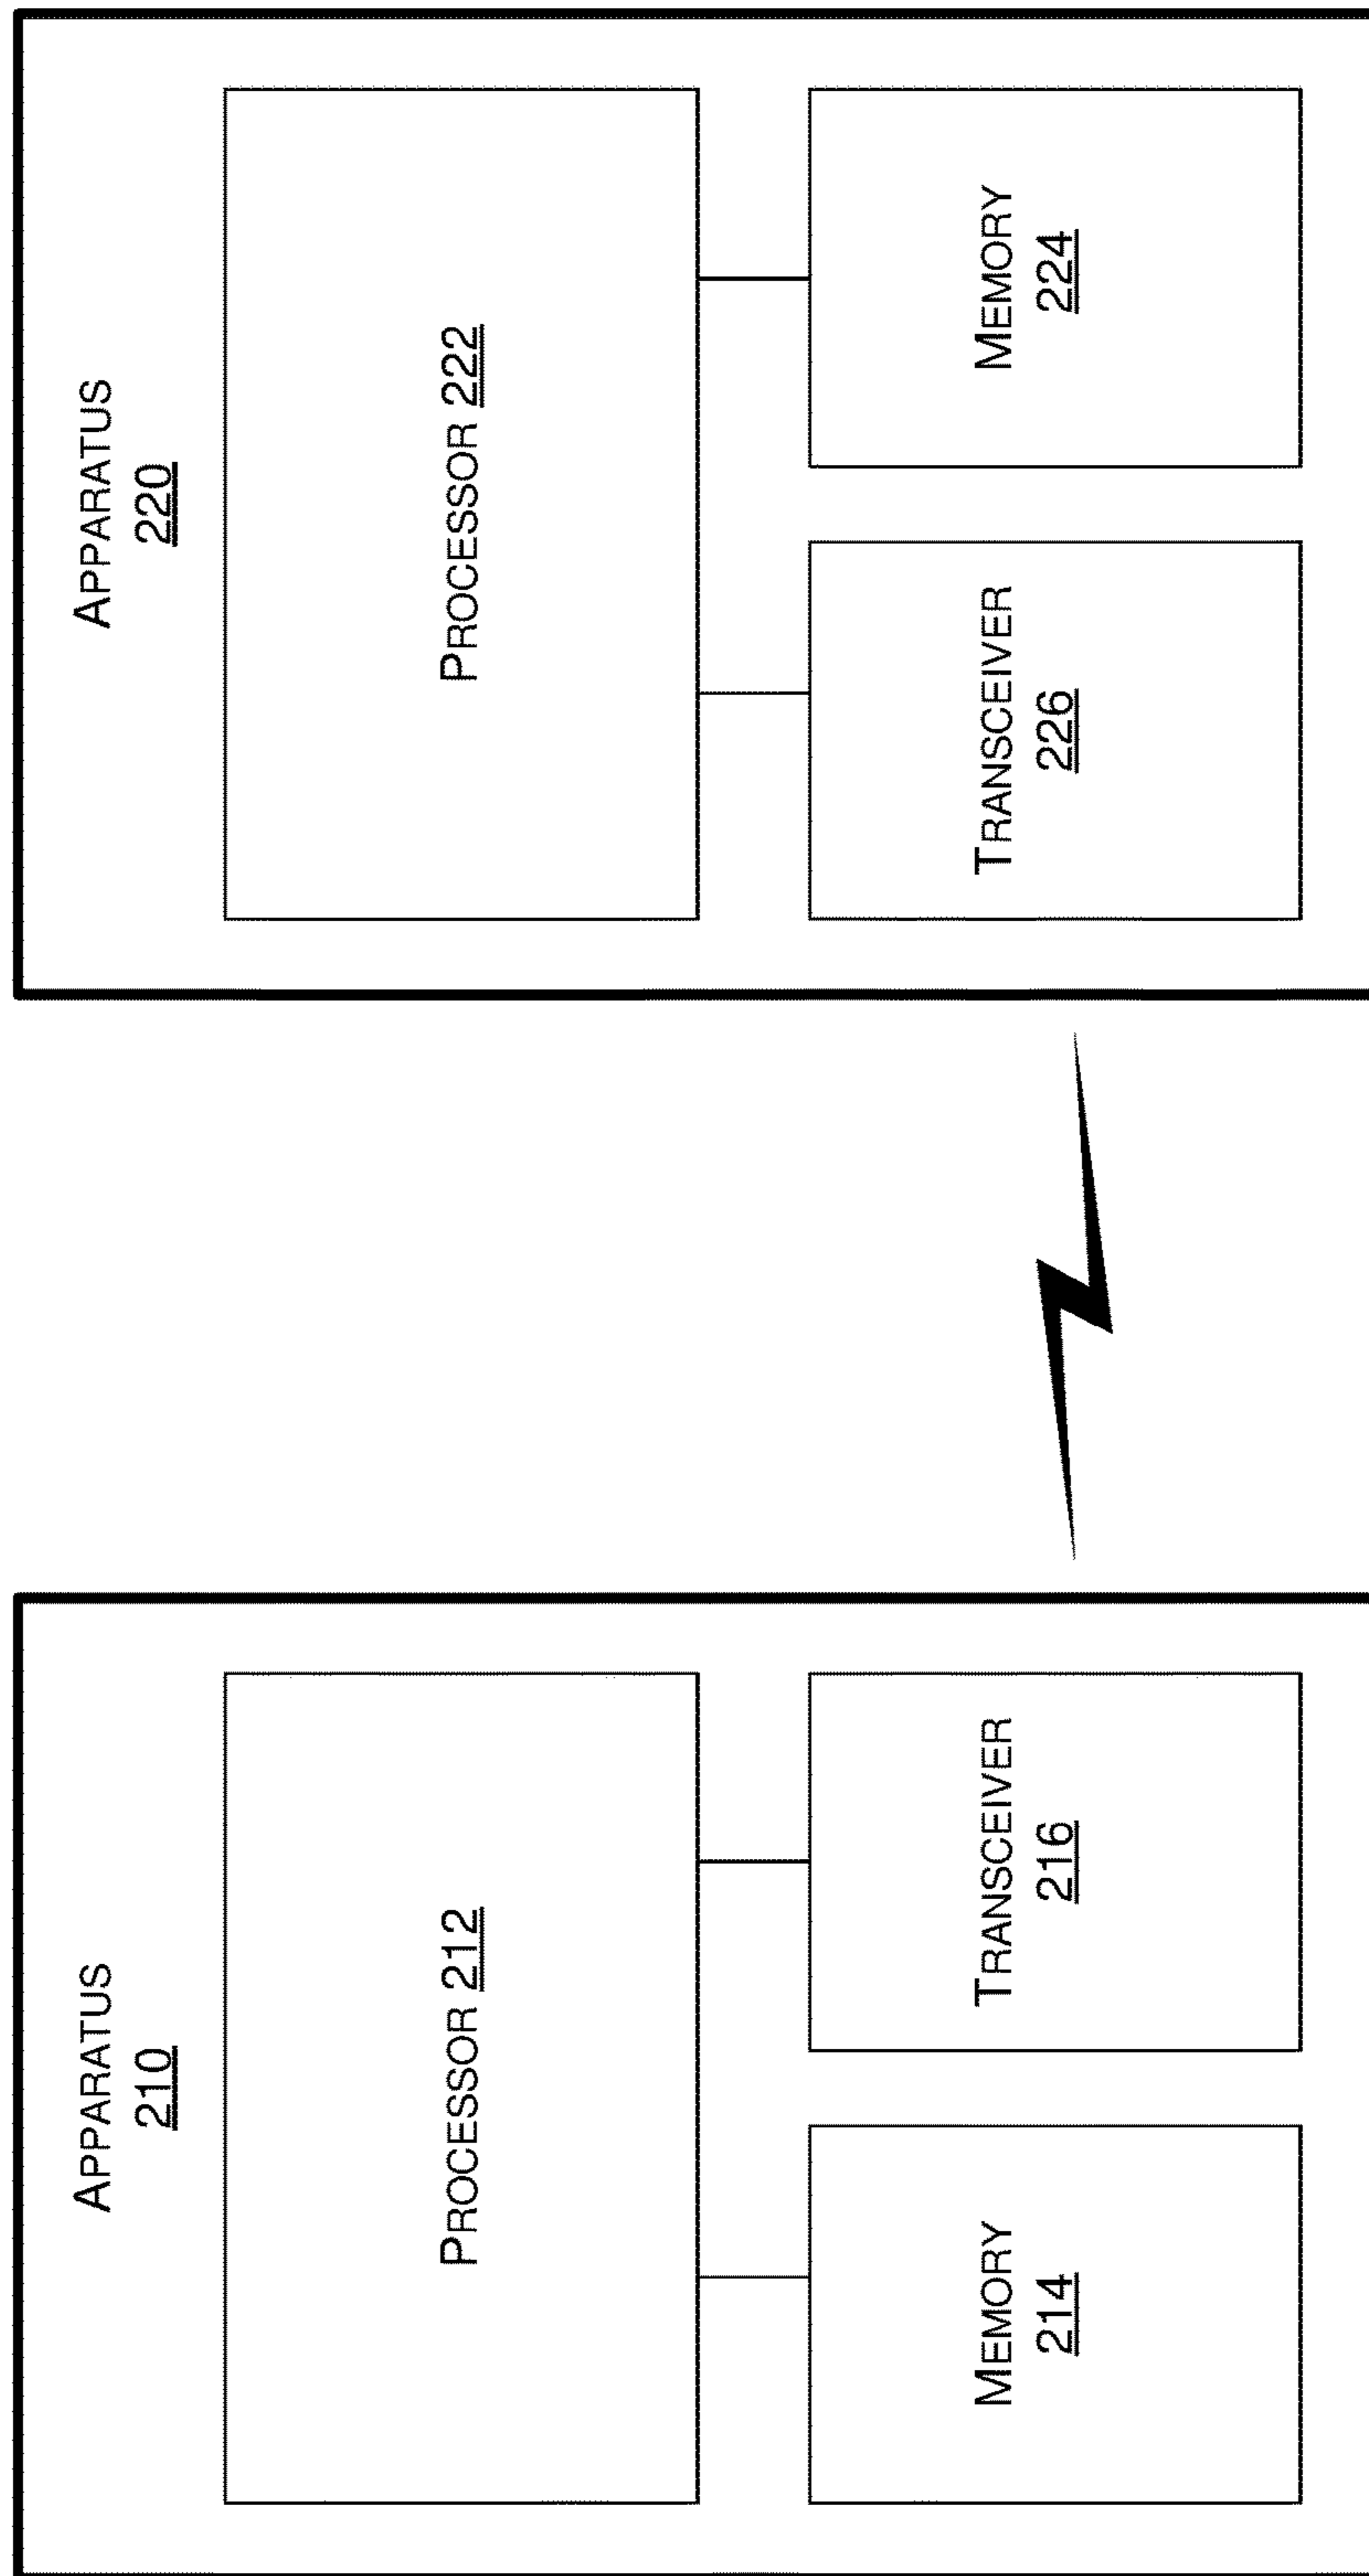 APPARATUS
210
PROCESSOR 212
MEMORY
214
TRANSCEIVER
216
APPARATUS
220
PROCESSOR 222
TRANSCEIVER
226
MEMORY
224